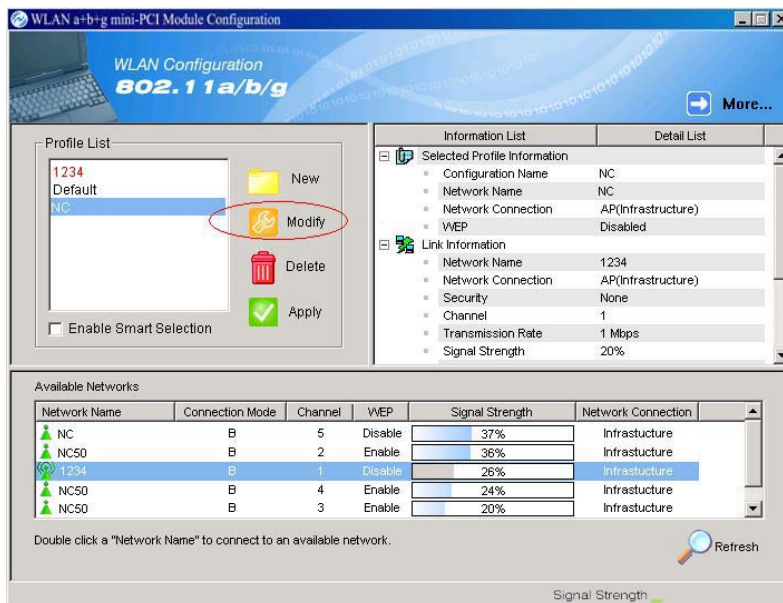 WLAN a+b+g mini-PCI Module Configuration
WLAN Configuration
802.11a/b/g
More...
Profile List
1234
Default
NC
New
Modify
Delete
Apply
Enable Smart Selection
Information List Detail List
Selected Profile Information
Configuration Name NC
Network Name NC
Network Connection AP(Infrastructure)
WEP Disabled
Link Information
Network Name 1234
Network Connection AP(Infrastructure)
Security None
Channel 1
Transmission Rate 1 Mbps
Signal Strength 20%
Available Networks
Network Name Connection Mode Channel WEP Signal Strength Network Connection
NC B 5 Disable 37% Infrastucture
NC50 B 2 Enable 36% Infrastucture
1234 B 1 Disable 26% Infrastucture
NC50 B 4 Enable 24% Infrastucture
NC50 B 3 Enable 20% Infrastucture
Double click a "Network Name" to connect to an available network.
Refresh
Signal Strength